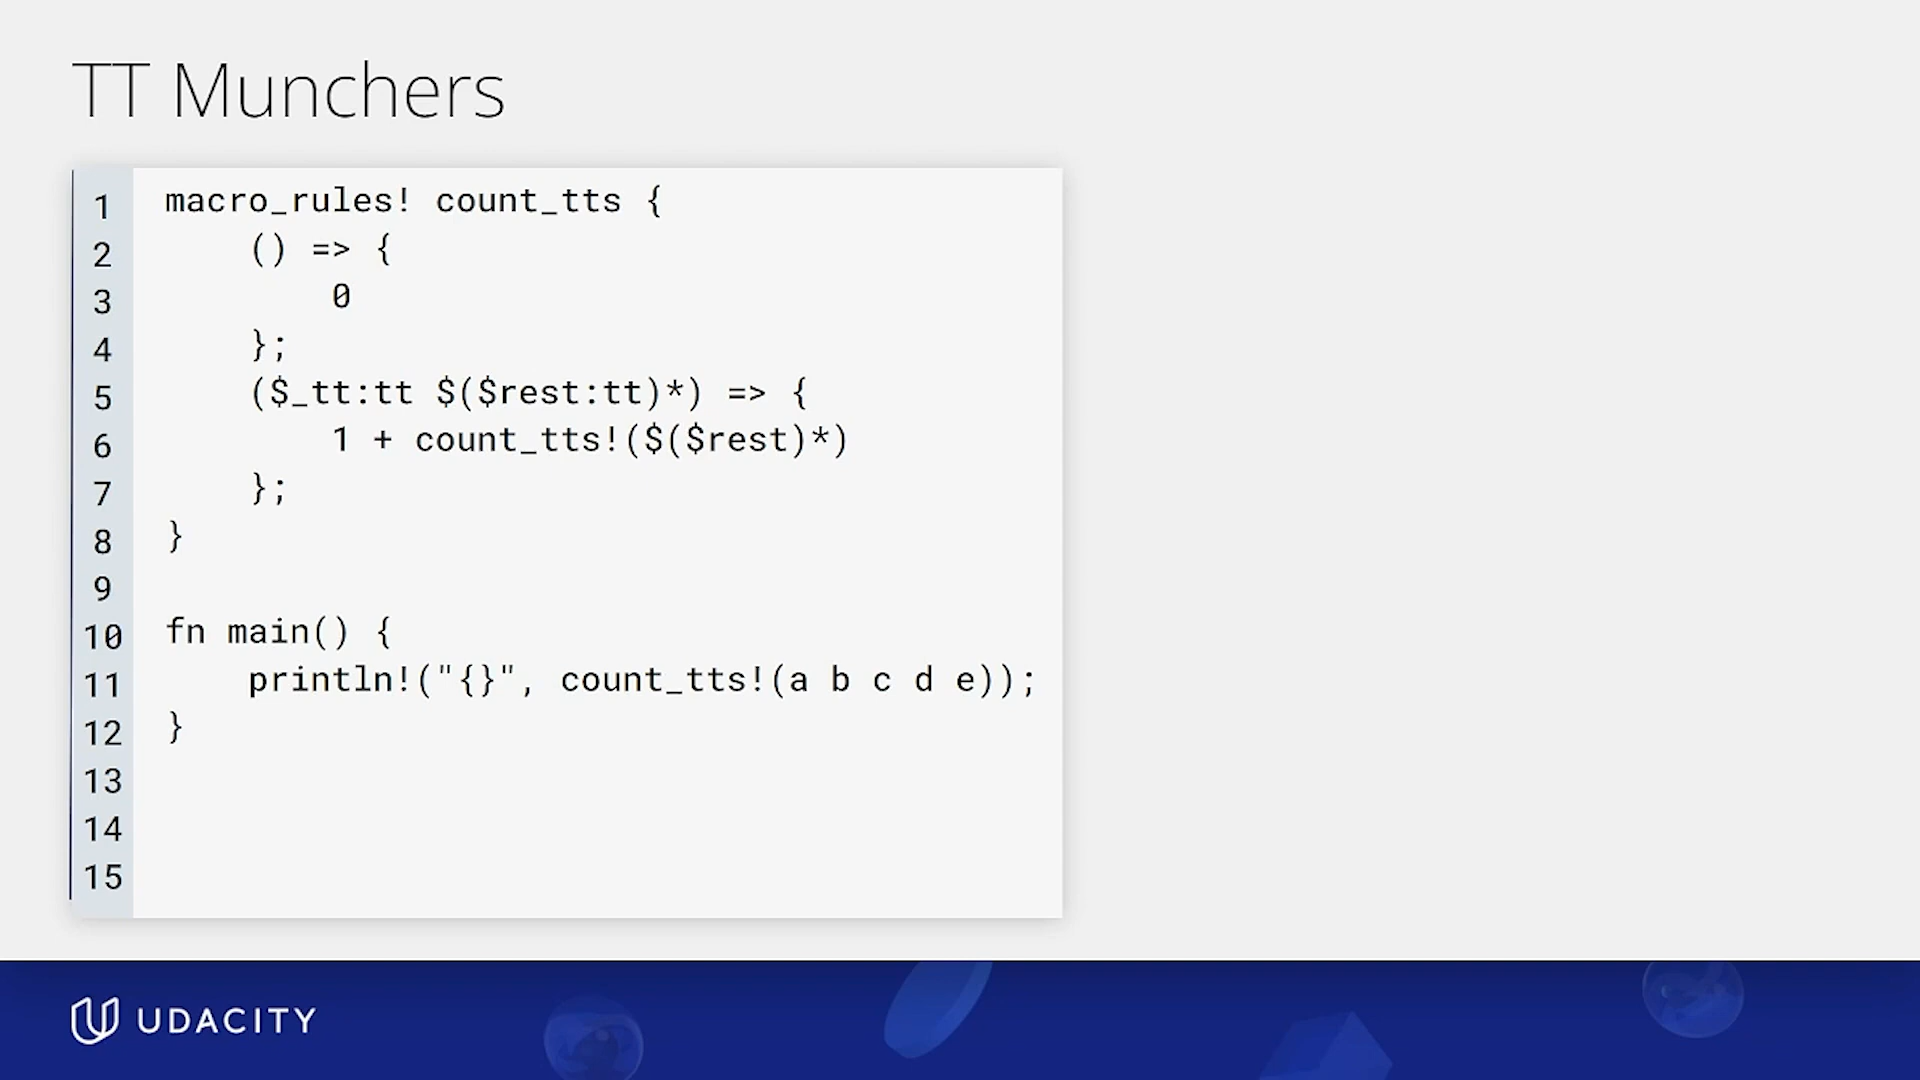 TT Munchers
1 macro_rules! count_tts {
2 () => {
3 0
4 };
5 ($_tt:tt $($rest:tt)*) => {
6 1 + count_tts!($($rest)*)
7 };
8 }
9
10 fn main() {
11 println!("{}", count_tts!(a b c d e));
12 }
13
14
15
UDACITY